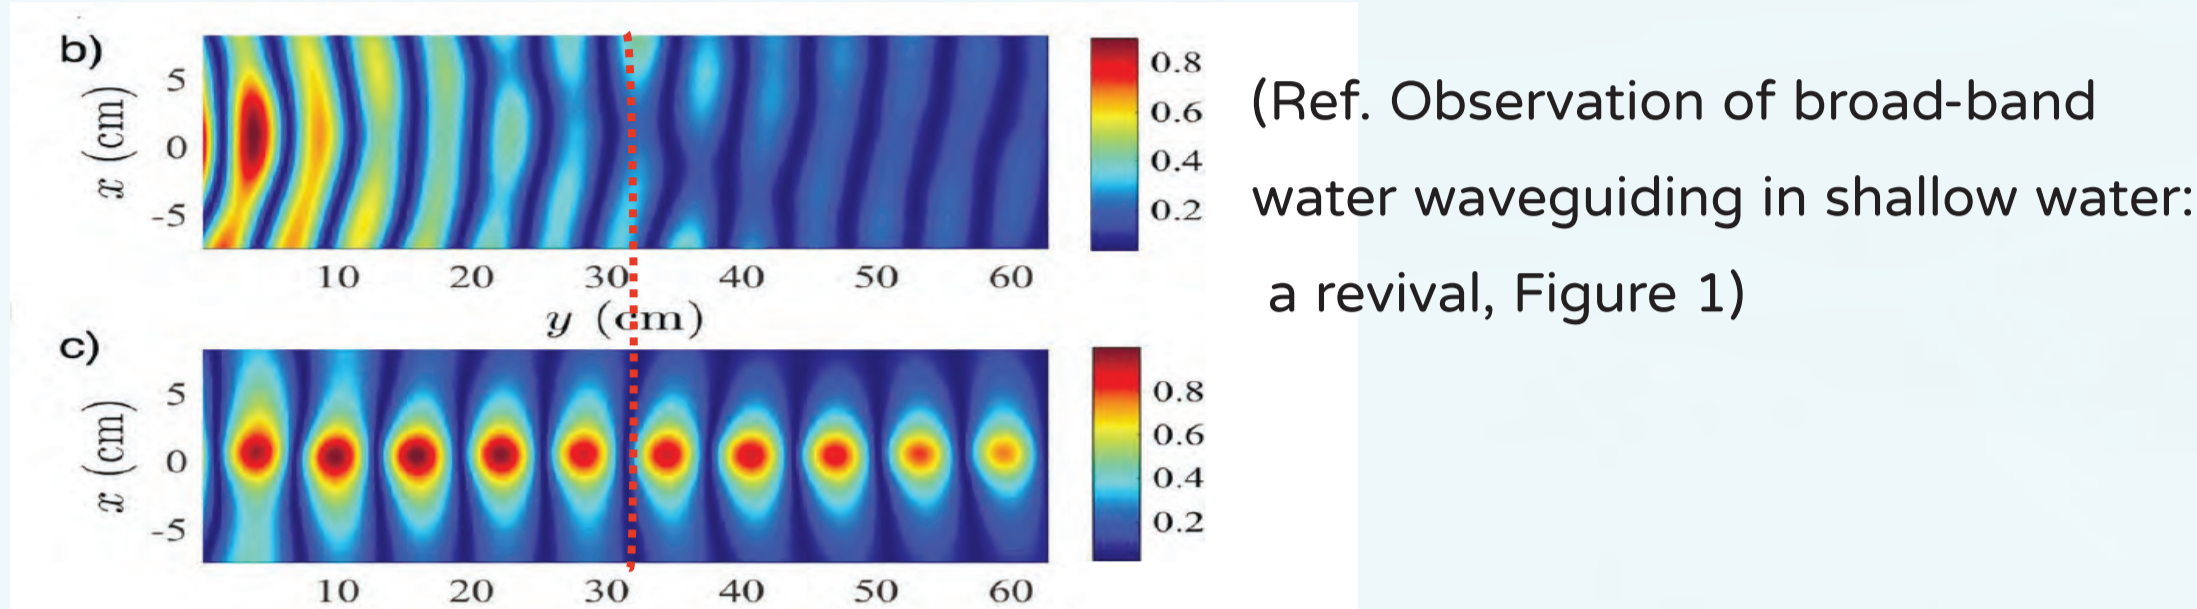 b)
5
0
-5
x (cm)
10 20 30 40 50 60
y (cm)
0.8
0.6
0.4
0.2
c)
5
0
-5
x (cm)
10 20 30 40 50 60
0.8
0.6
0.4
0.2
(Ref. Observation of broad-band
water waveguiding in shallow water:
a revival, Figure 1)